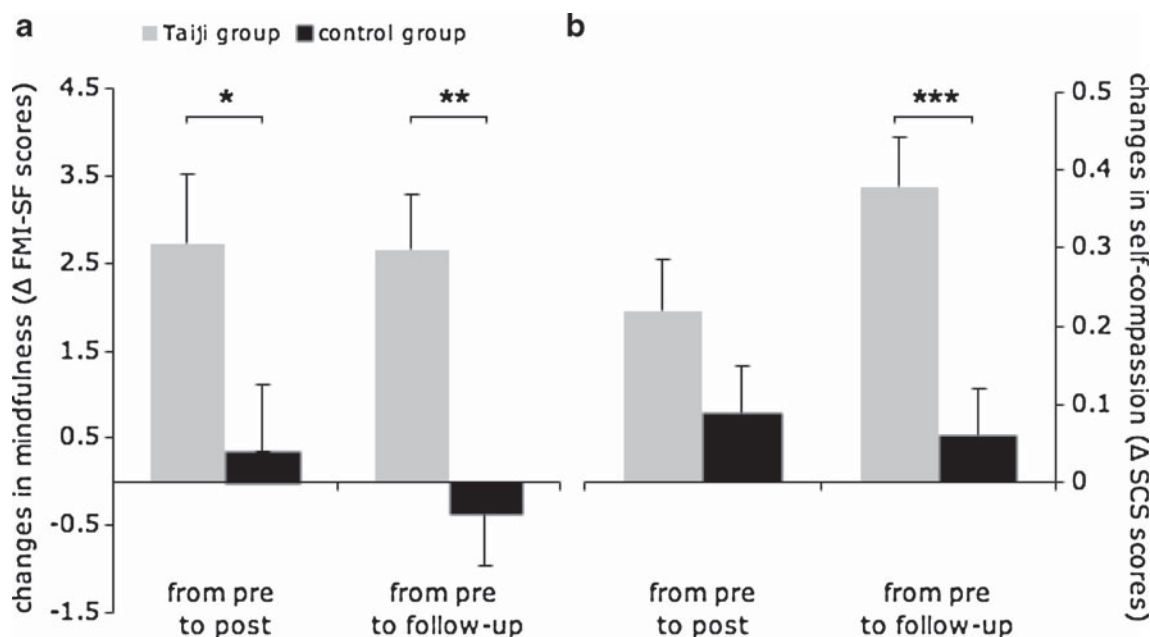 a
Taiji group
control group
b
changes in mindfulness (Δ FMI-SF scores)
4.5
3.5
2.5
1.5
0.5
-0.5
-1.5
*
**
***
0.5
0.4
0.3
0.2
0.1
0
changes in self-compassion (Δ SCS scores)
from pre
to post
from pre
to follow-up
from pre
to post
from pre
to follow-up